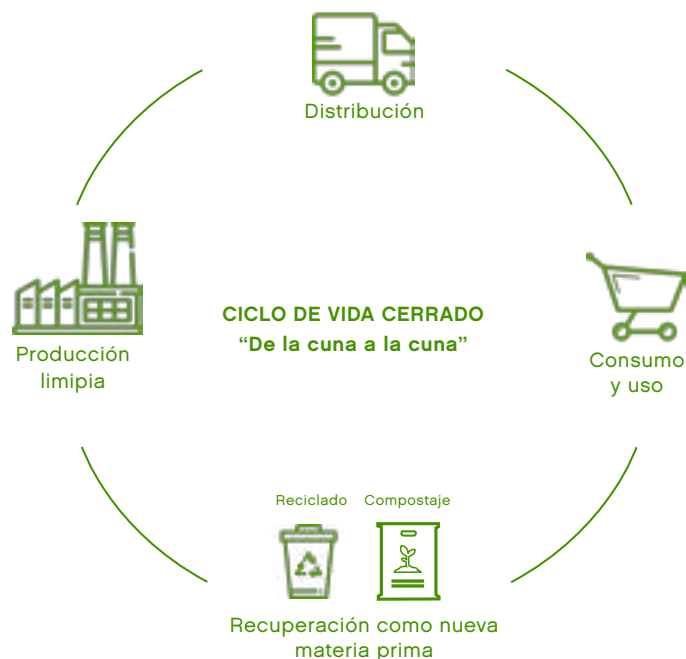 Distribución
CICLO DE VIDA CERRADO
“De la cuna a la cuna”
Producción
limipia
Consumo
y uso
Reciclado
Compostaje
Recuperación como nueva
materia prima